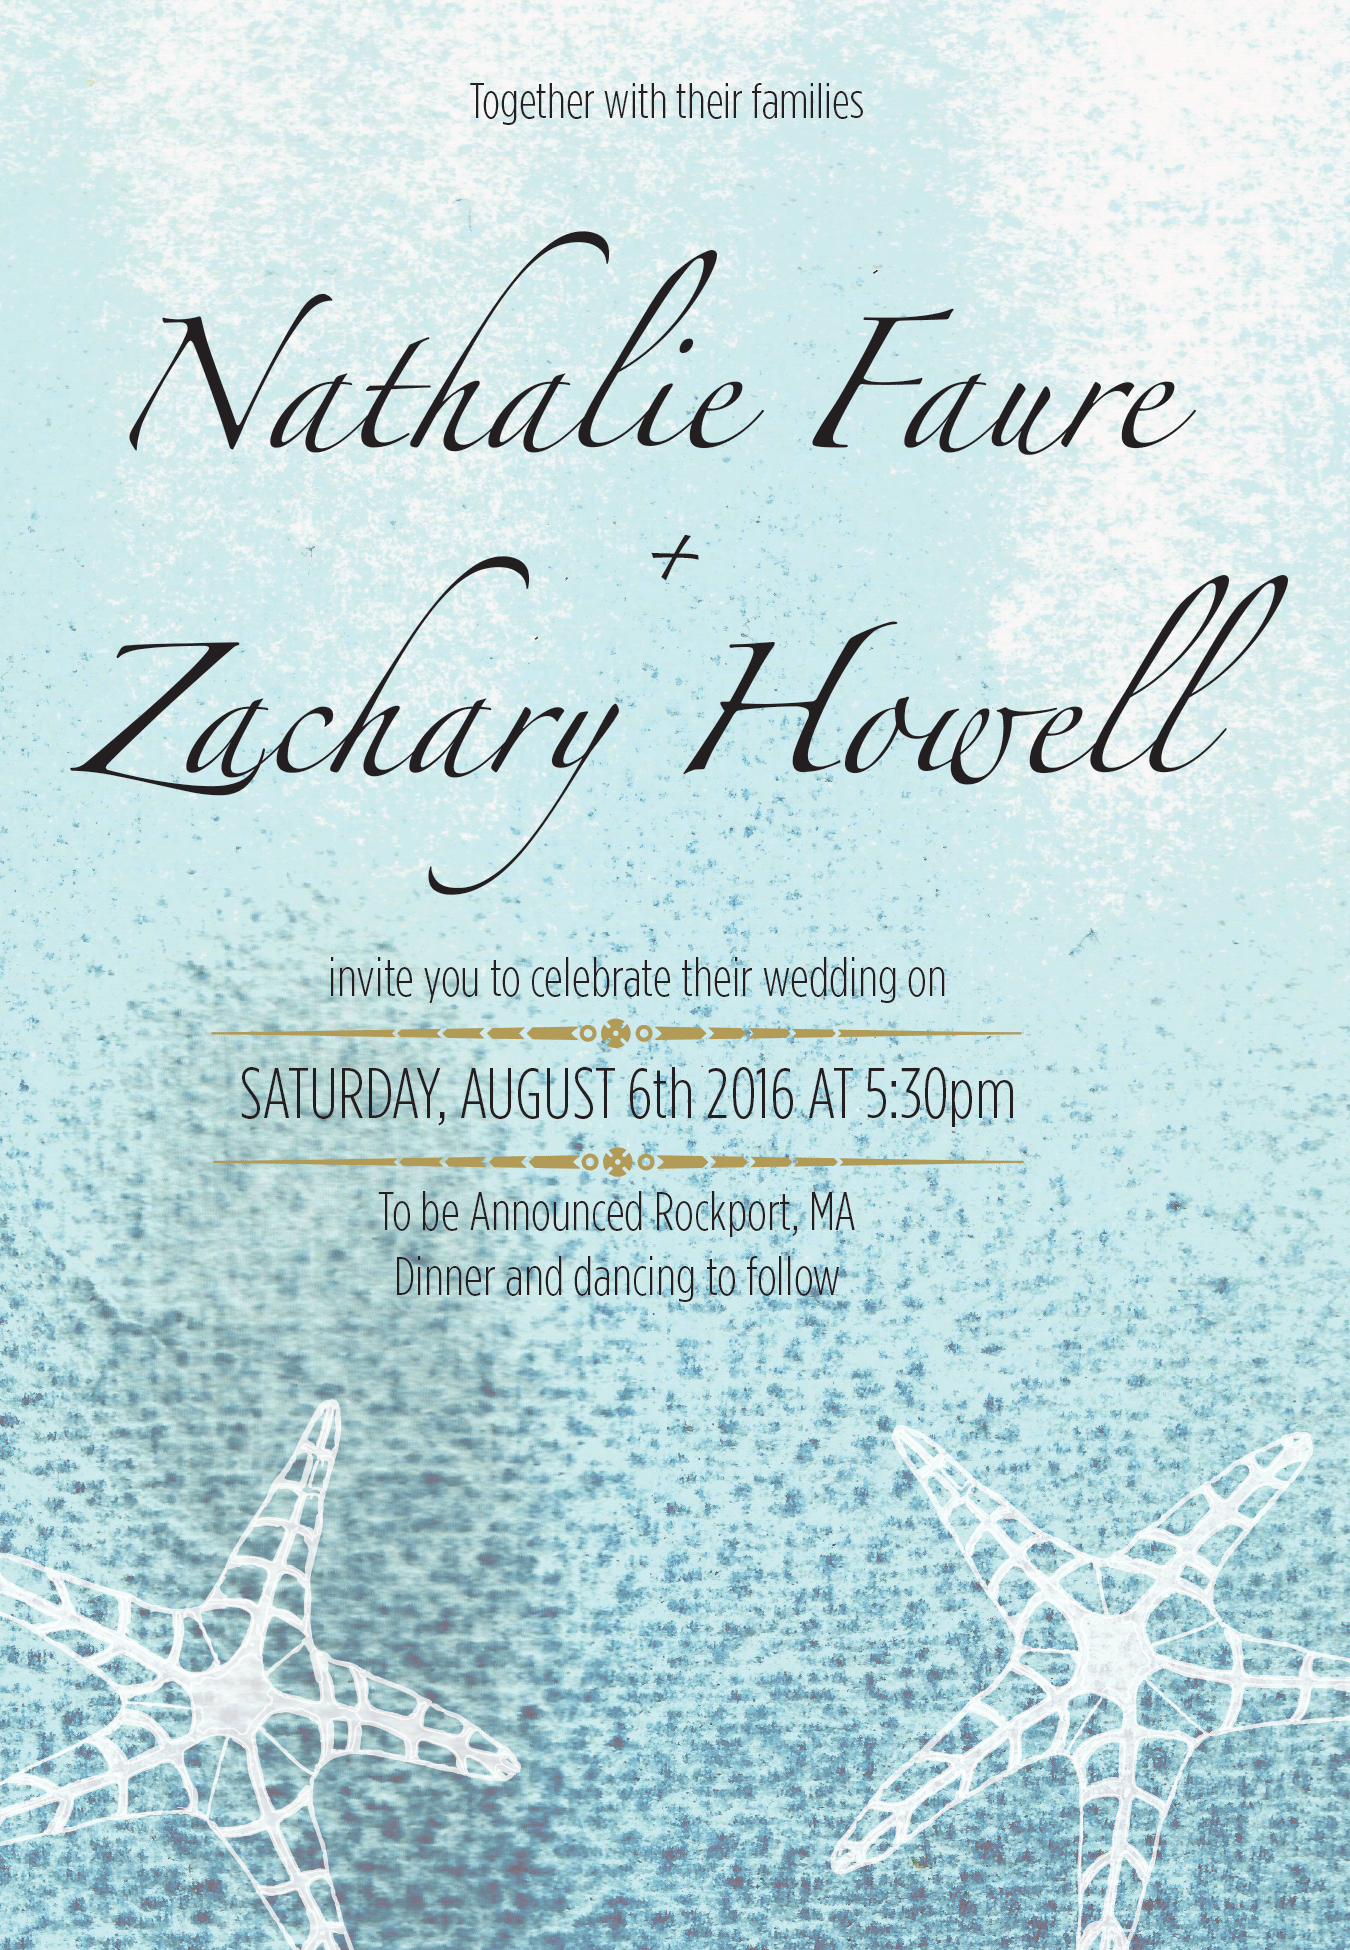 Together with their families
Nathalie Faure
+
Zachary Howell
invite you to celebrate their wedding on
SATURDAY, AUGUST 6th 2016 AT 5:30pm
To be Announced Rockport, MA
Dinner and dancing to follow